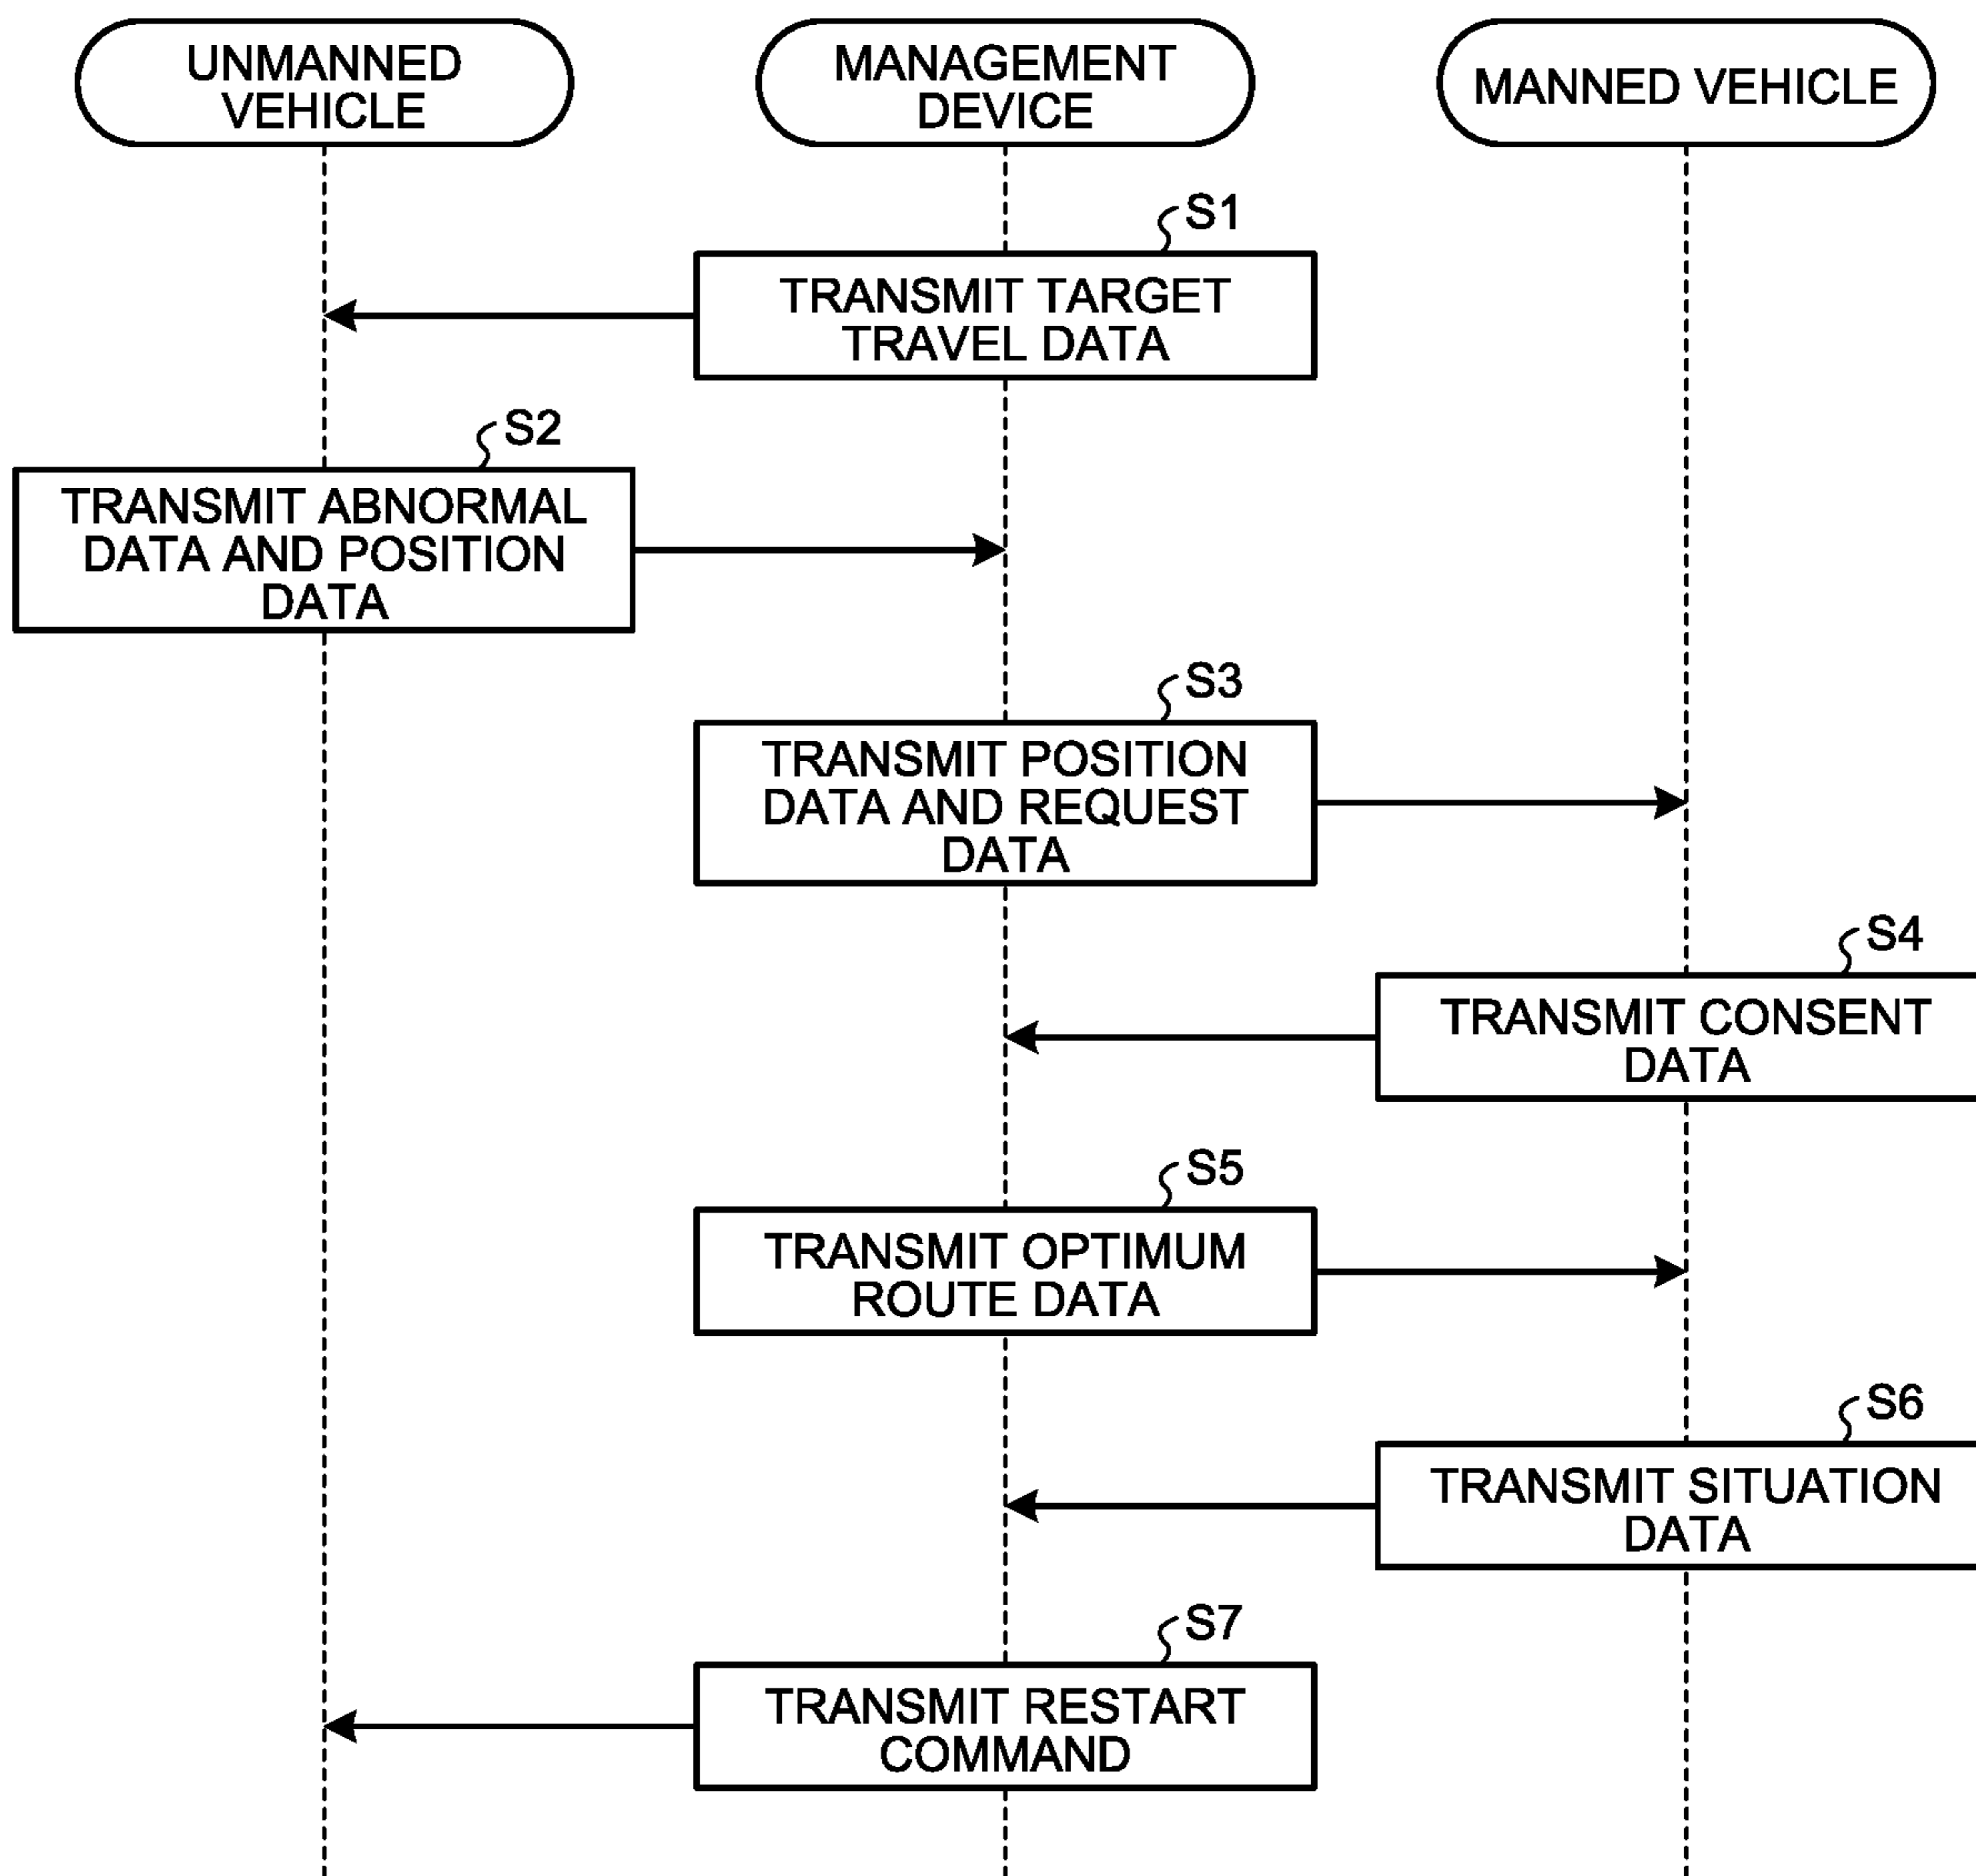 UNMANNED
VEHICLE
MANAGEMENT
DEVICE
MANNED VEHICLE
S1
TRANSMIT TARGET
TRAVEL DATA
S2
TRANSMIT ABNORMAL
DATA AND POSITION
DATA
S3
TRANSMIT POSITION
DATA AND REQUEST
DATA
S4
TRANSMIT CONSENT
DATA
S5
TRANSMIT OPTIMUM
ROUTE DATA
S6
TRANSMIT SITUATION
DATA
S7
TRANSMIT RESTART
COMMAND